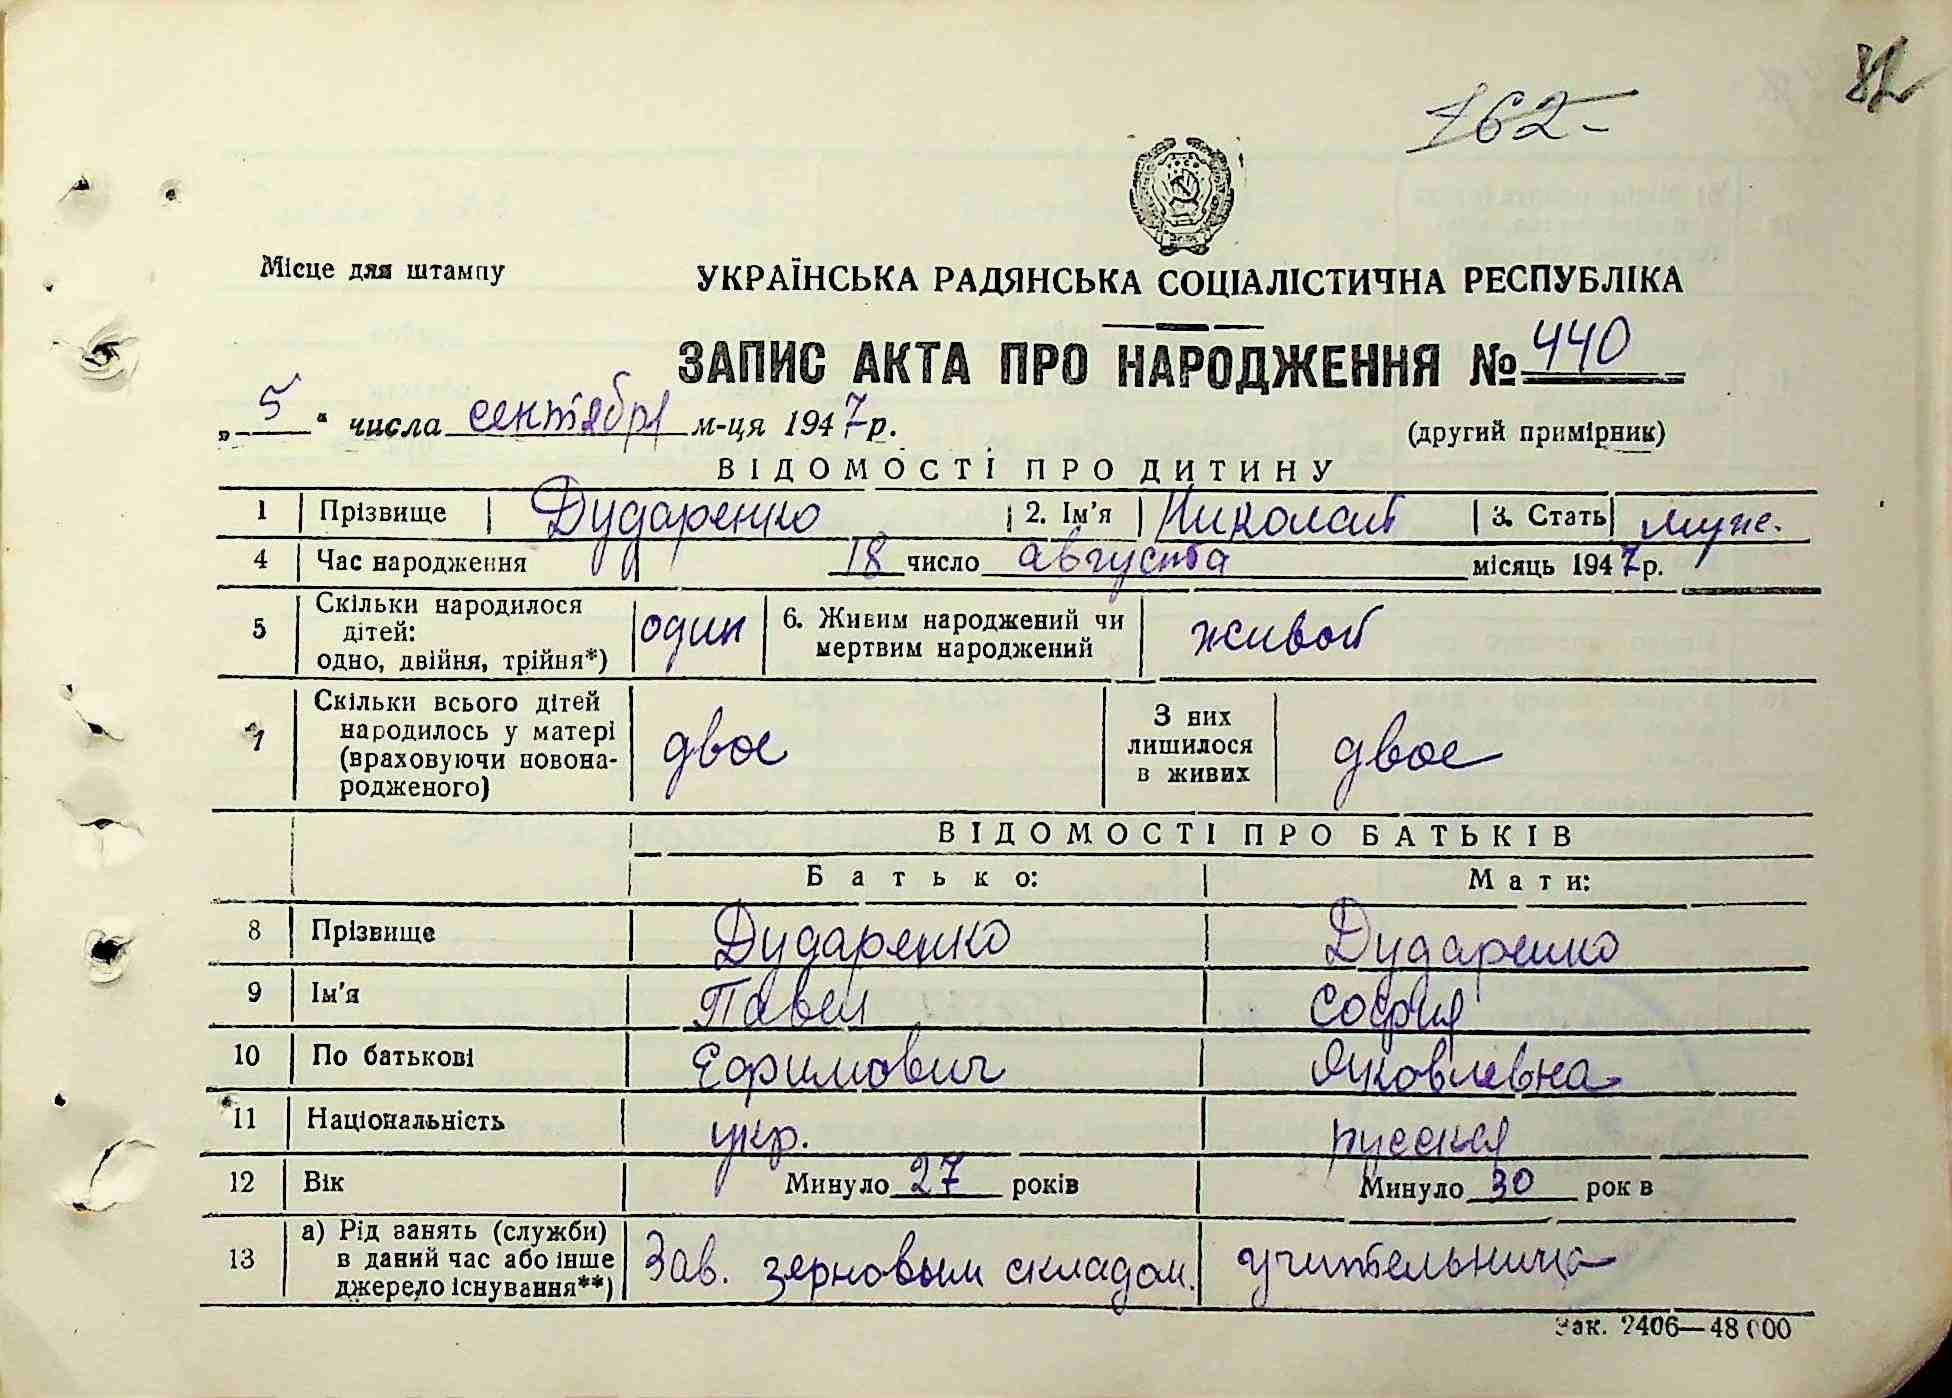 82
162-
Місце для штампу
УКРАЇНСЬКА РАДЯНСЬКА СОЦІАЛІСТИЧНА РЕСПУБЛІКА
ЗАПИС АКТА ПРО НАРОДЖЕННЯ № 440
„ 5 “ числа сентября м-ця 1947 р.
(другий примірник)
ВІДОМОСТІ ПРО ДИТИНУ
1 Прізвище Дударенко 2. Ім'я Николай 3. Стать муж.
4 Час народження 18 число августа місяць 1947 р.
5 Скільки народилося дітей: одно, двійня, трійня*) один 6. Живим народжений чи мертвим народжений живой
7 Скільки всього дітей народилось у матері (враховуючи новонародженого) двое З них лишилося в живих двое
ВІДОМОСТІ ПРО БАТЬКІВ
Батько: Мати:
8 Прізвище Дударенко Дударенко
9 Ім'я Павел София
10 По батькові Ефимович Яковлевна
11 Національність укр. русская
12 Вік Минуло 27 років Минуло 30 рок в
13 а) Рід занять (служби) в даний час або інше джерело існування**) Зав. зерновым складом. учительница
Зак. 2406—48 000